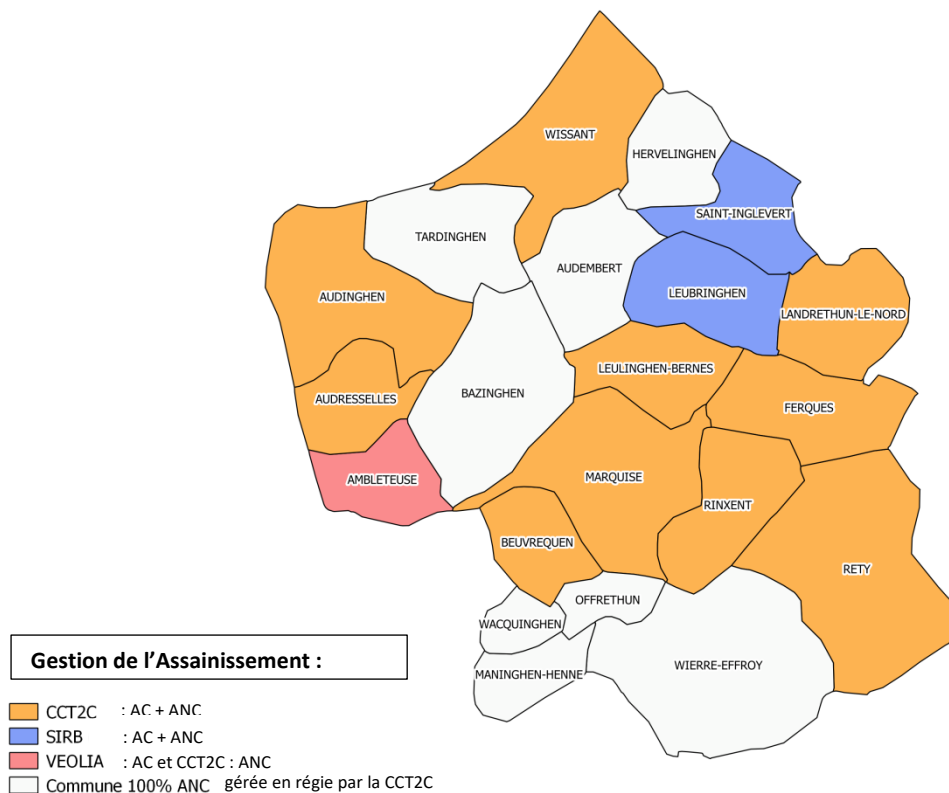 WISSANT
HERVELINGHEN
SAINT-INGLEVERT
TARDINGHEN
AUDEMBERT
AUDINGHEN
LEUBRINGHEN
LANDRETHUN-LE-NORD
LEULINGHEN-BERNES
AUDRESSELLES
BAZINGHEN
FERQUES
AMBLETEUSE
MARQUISE
RINXENT
BEUVREQUEN
RETY
OFFRETHUN
WACQUINGHEN
WIERRE-EFFROY
MANINGHEN-HENNE
Gestion de l’Assainissement :
CCT2C : AC + ANC
SIRB : AC + ANC
VEOLIA : AC et CCT2C : ANC
Commune 100% ANC gérée en régie par la CCT2C